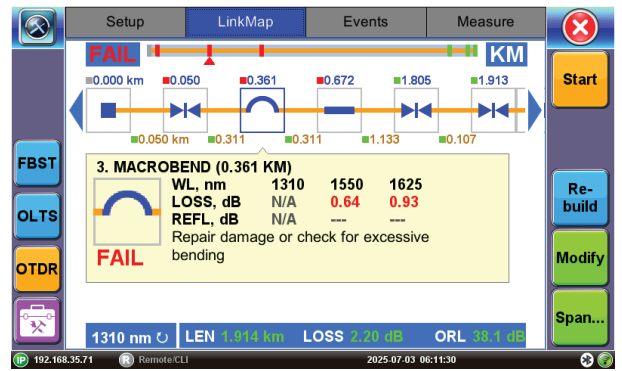 Setup LinkMap Events Measure
FAIL KM
Start
0.000 km 0.050 0.361 0.672 1.805 1.913
0.050 km 0.311 0.311 1.133 0.107
FBST
3. MACROBEND (0.361 KM)
WL, nm 1310 1550 1625
LOSS, dB N/A 0.64 0.93
REFL, dB N/A --- ---
Repair damage or check for excessive
bending
FAIL
OLTS
OTDR
Re-
build
Modify
Span...
1310 nm ↻ LEN 1.914 km LOSS 2.20 dB ORL 38.1 dB
IP 192.168.35.71 R Remote/CLI 2025-07-03 06:11:30